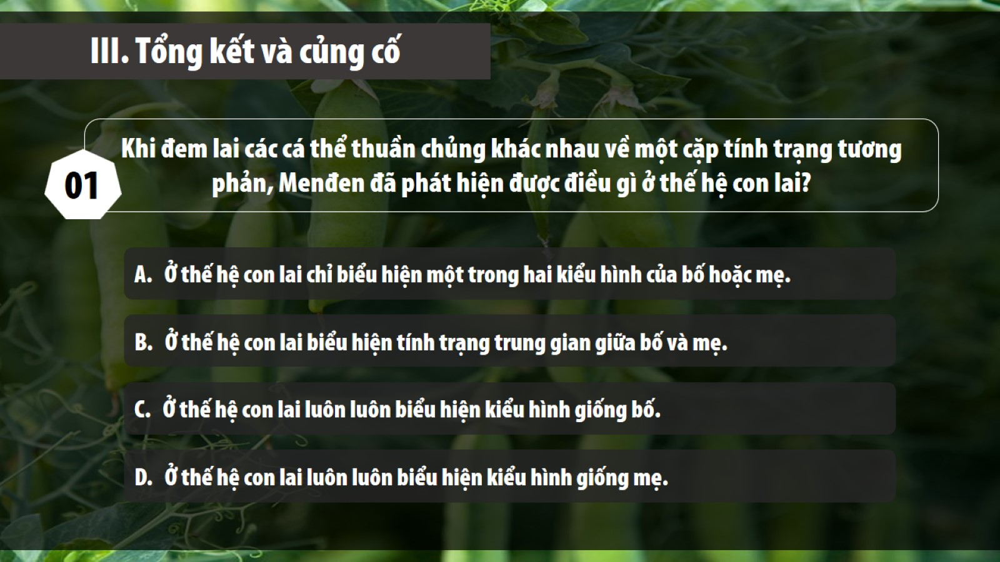 III. Tổng kết và củng cố
Khi đem lai các cá thể thuần chủng khác nhau về một cặp tính trạng tương
phản, Menđen đã phát hiện được điều gì ở thế hệ con lai?
01
A. Ở thế hệ con lai chỉ biểu hiện một trong hai kiểu hình của bố hoặc mẹ.
B. Ở thế hệ con lai biểu hiện tính trạng trung gian giữa bố và mẹ.
C. Ở thế hệ con lai luôn luôn biểu hiện kiểu hình giống bố.
D. Ở thế hệ con lai luôn luôn biểu hiện kiểu hình giống mẹ.